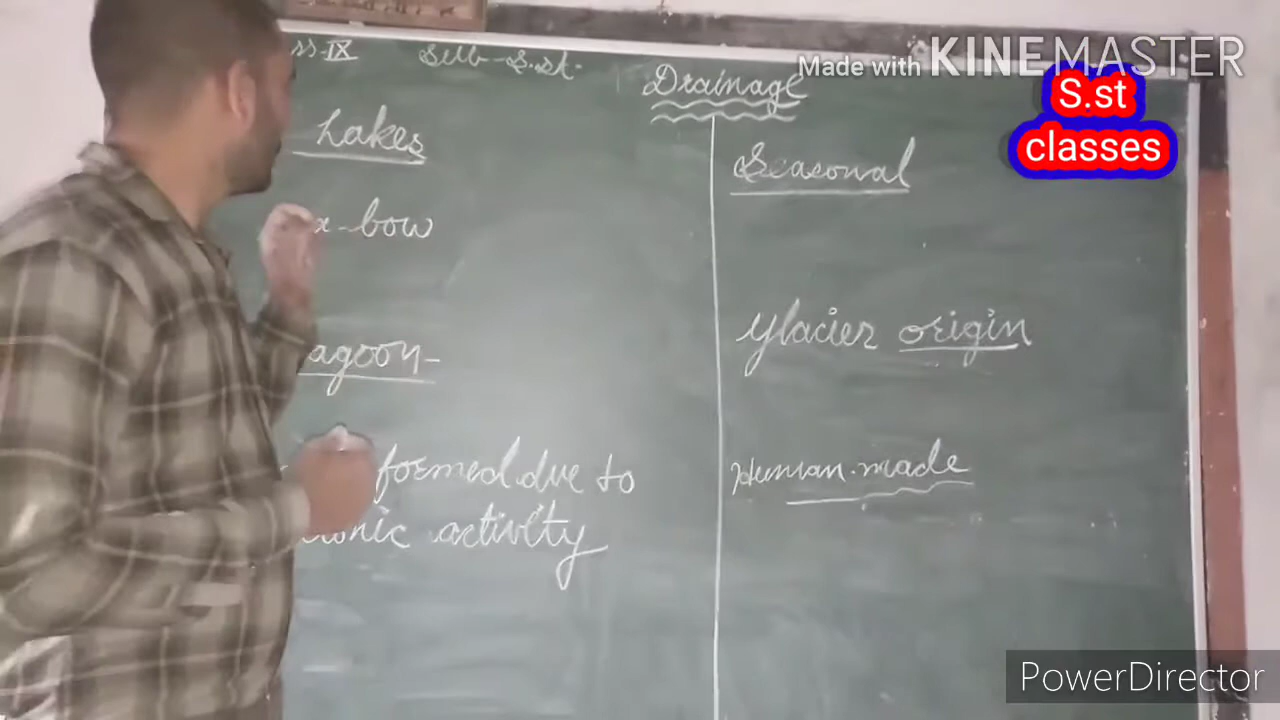 ss-IX Sub-S.st.
Drainage
Lakes
x-bow
agoon-
formed due to
tonic activity
Seasonal
Glacier origin
Human-made
Made with KINEMASTER
S.st
classes
PowerDirector